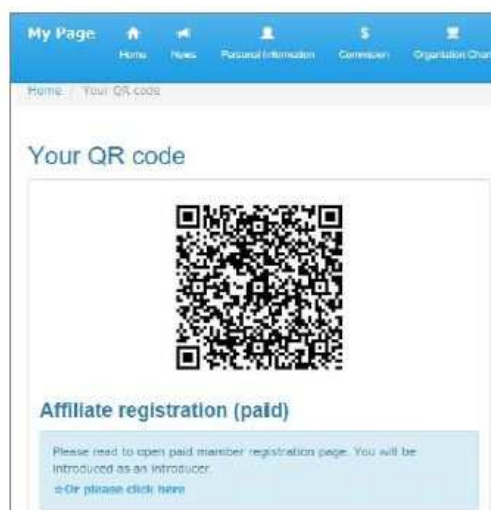 My Page
Home News Personal Information Commission Organization Chart
Home / Your QR code
Your QR code
Affiliate registration (paid)
Please read to open paid mamber registration page. You will be
introduced as an introducer.
☆Or please click here